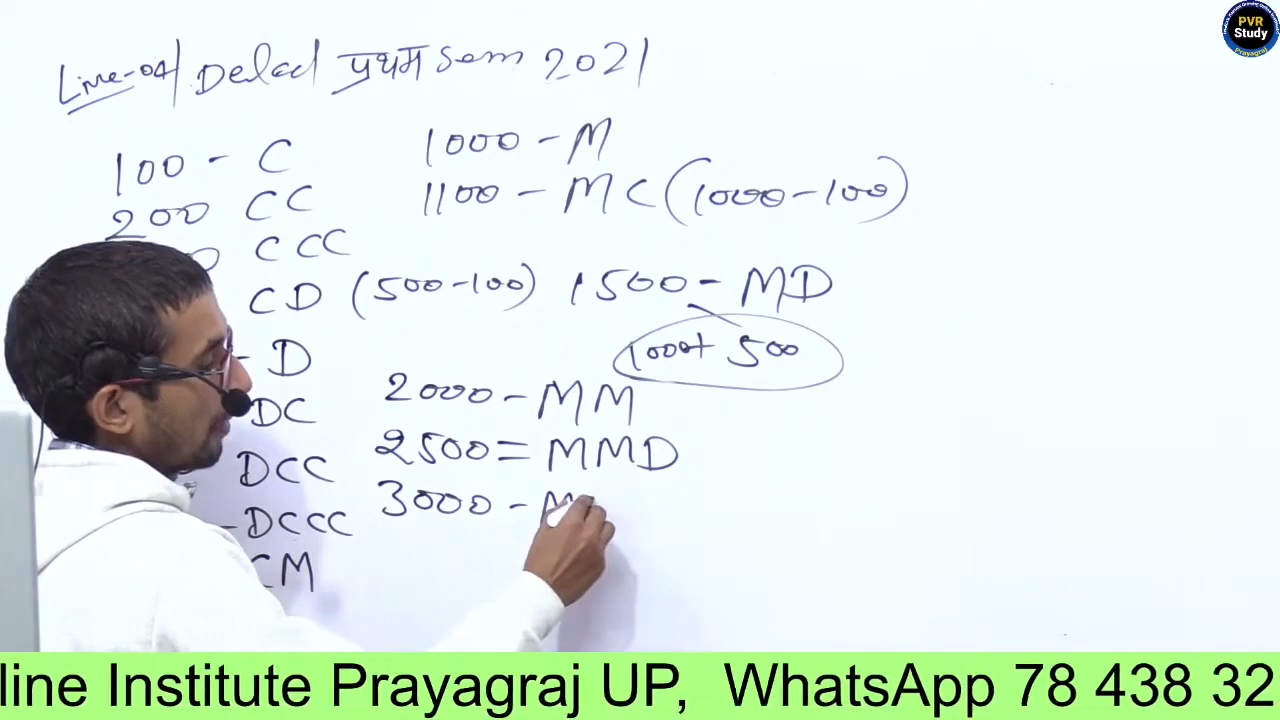 Live-04 Deled प्रथम Sem 2021
100 - C
200 CC
CCC
CD (500-100)
- D
DC
DCC
-DCCC
CM
1000 - M
1100 - MC (1000-100)
1500 - MD
1000+ 500
2000 - MM
2500 = MMD
3000 - M
PVR
Study
Prayagraj
line Institute Prayagraj UP, WhatsApp 78 438 32